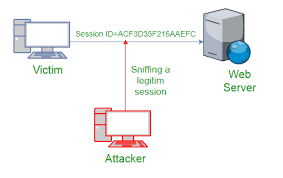 Session ID=ACF3D35F216AAEFC
Victim
Sniffing a
legitim
session
Web
Server
Attacker